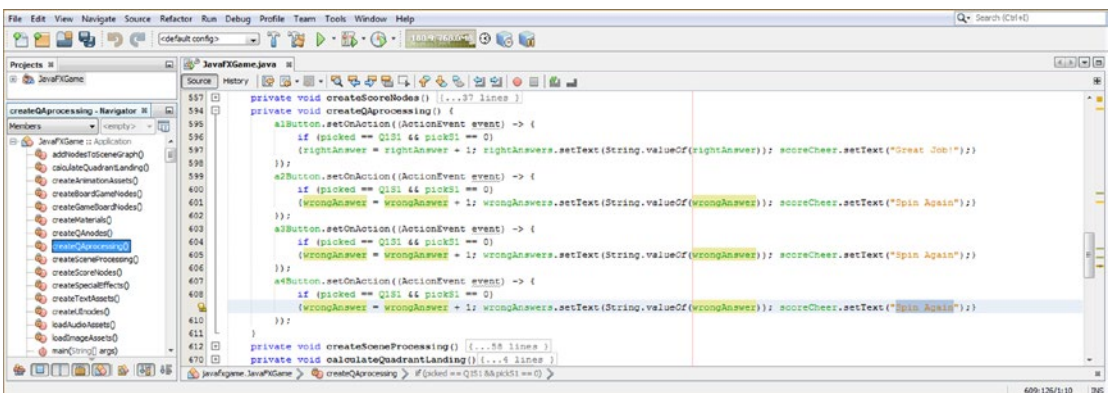 File Edit View Navigate Source Refactor Run Debug Profile Team Tools Window Help
Search (Ctrl+I)
<default config>
Projects
JavaFXGame
createQAprocessing - Navigator
Members <empty>
JavaFXGame :: Application
addNodesToSceneGraph()
calculateQuadrantLanding()
createAnimationAssets()
createBoardGameNodes()
createGameBoardNodes()
createMaterials()
createQAnodes()
createQAprocessing()
createSceneProcessing()
createScoreNodes()
createSpecialEffects()
createTextAssets()
createUInodes()
loadAudioAssets()
loadImageAssets()
main(String[] args)
JavaFXGame.java
Source History
557 private void createScoreNodes() {...37 lines }
594 private void createQAprocessing() {
595 a1Button.setOnAction((ActionEvent event) -> {
596 if (picked == Q1S1 && pickS1 == 0)
597 {rightAnswer = rightAnswer + 1; rightAnswers.setText(String.valueOf(rightAnswer)); scoreCheer.setText("Great Job!");}
598 });
599 a2Button.setOnAction((ActionEvent event) -> {
600 if (picked == Q1S1 && pickS1 == 0)
601 {wrongAnswer = wrongAnswer + 1; wrongAnswers.setText(String.valueOf(wrongAnswer)); scoreCheer.setText("Spin Again");}
602 });
603 a3Button.setOnAction((ActionEvent event) -> {
604 if (picked == Q1S1 && pickS1 == 0)
605 {wrongAnswer = wrongAnswer + 1; wrongAnswers.setText(String.valueOf(wrongAnswer)); scoreCheer.setText("Spin Again");}
606 });
607 a4Button.setOnAction((ActionEvent event) -> {
608 if (picked == Q1S1 && pickS1 == 0)
{wrongAnswer = wrongAnswer + 1; wrongAnswers.setText(String.valueOf(wrongAnswer)); scoreCheer.setText("Spin Again");}
610 });
611 }
612 private void createSceneProcessing() {...58 lines }
670 private void calculateQuadrantLanding() {...4 lines }
javafxgame.JavaFXGame createQAprocessing if (picked == Q1S1 && pickS1 == 0)
609:126/1:10 INS